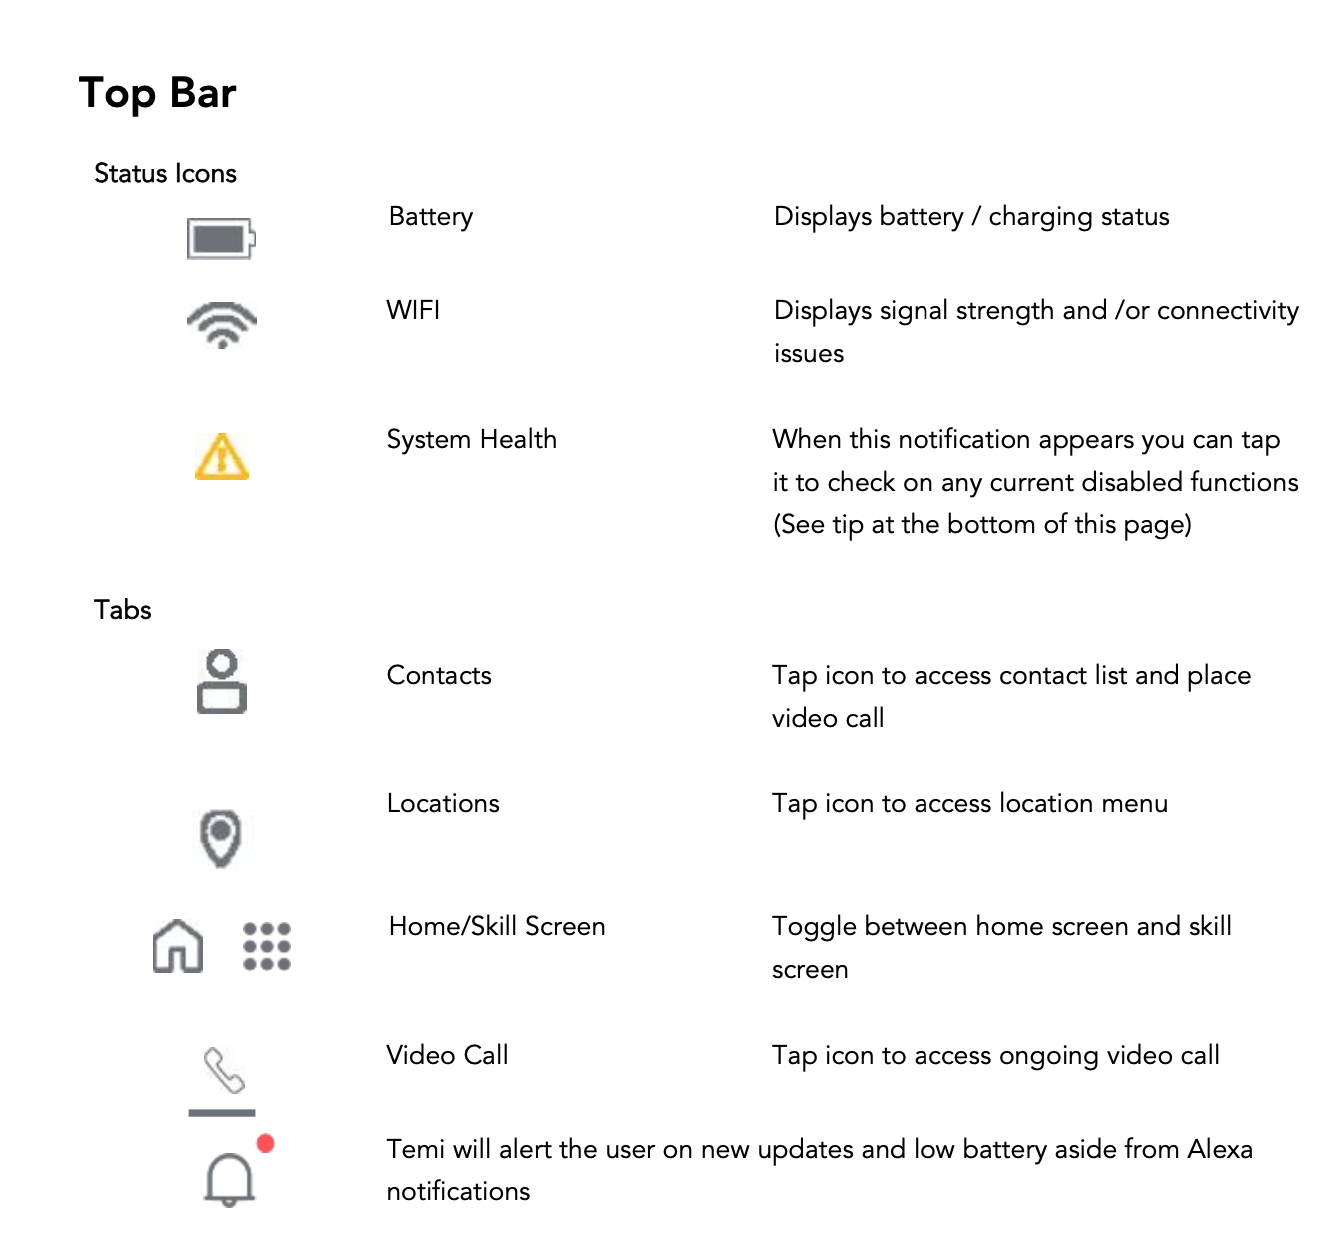 Top Bar
Status Icons
Battery
Displays battery / charging status
WIFI
Displays signal strength and /or connectivity
issues
System Health
When this notification appears you can tap
it to check on any current disabled functions
(See tip at the bottom of this page)
Tabs
Contacts
Tap icon to access contact list and place
video call
Locations
Tap icon to access location menu
Home/Skill Screen
Toggle between home screen and skill
screen
Video Call
Tap icon to access ongoing video call
Temi will alert the user on new updates and low battery aside from Alexa
notifications